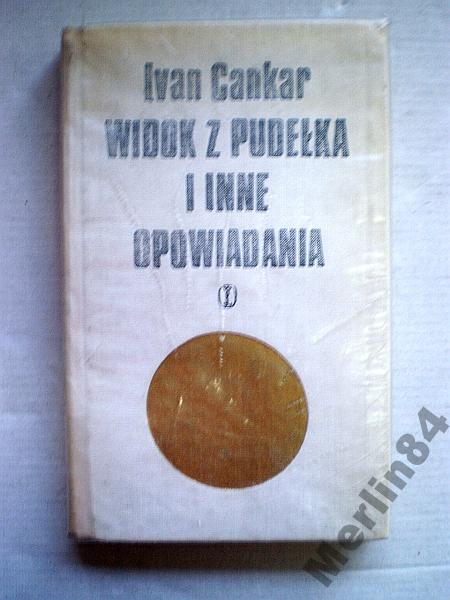 Ivan Cankar
WIDOK Z PUDEŁKA
I INNE
OPOWIADANIA
Merlin84